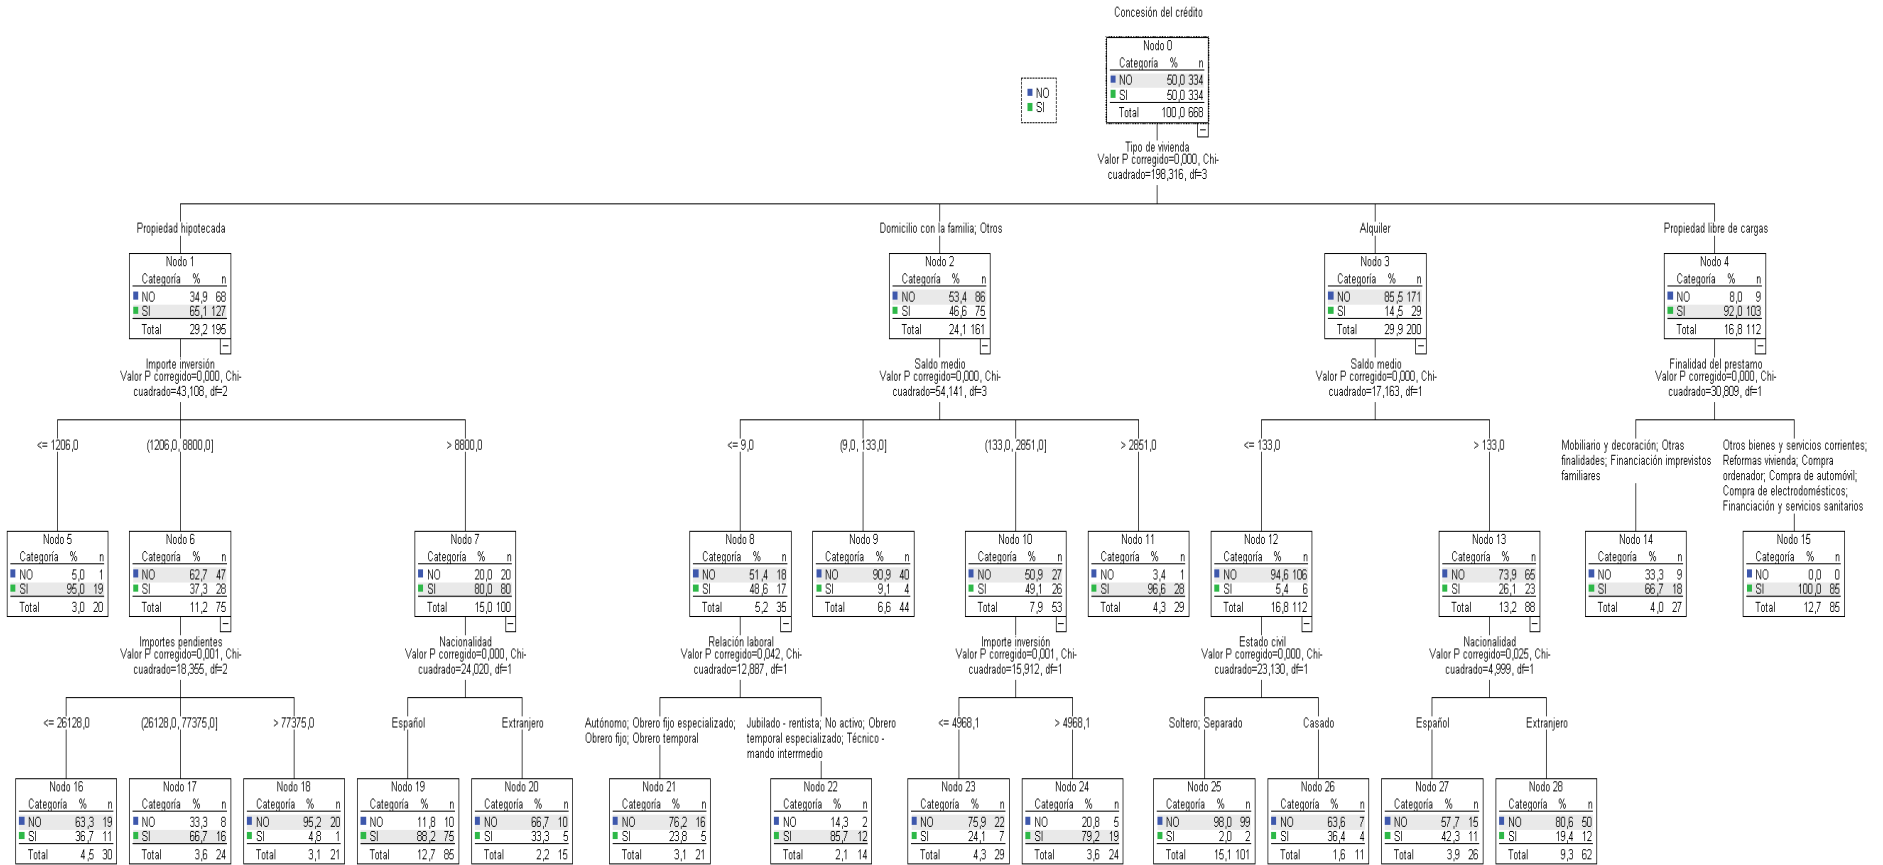 Concesión del crédito
Nodo 0
Categoría % n
NO 50,0 334
SI 50,0 334
Total 100,0 668
NO
SI
Tipo de vivienda
Valor P corregido=0,000, Chi-
cuadrado=198,316, df=3
Propiedad hipotecada
Domicilio con la familia; Otros
Alquiler
Propiedad libre de cargas
Nodo 1
Categoría % n
NO 34,9 68
SI 65,1 127
Total 29,2 195
Nodo 2
Categoría % n
NO 53,4 86
SI 46,6 75
Total 24,1 161
Nodo 3
Categoría % n
NO 85,5 171
SI 14,5 29
Total 29,9 200
Nodo 4
Categoría % n
NO 8,0 9
SI 92,0 103
Total 16,8 112
Importe inversión
Valor P corregido=0,000, Chi-
cuadrado=43,108, df=2
Saldo medio
Valor P corregido=0,000, Chi-
cuadrado=54,141, df=3
Saldo medio
Valor P corregido=0,000, Chi-
cuadrado=17,163, df=1
Finalidad del prestamo
Valor P corregido=0,000, Chi-
cuadrado=30,809, df=1
<= 1206,0
(1206,0, 8800,0]
> 8800,0
<= 9,0
(9,0, 133,0]
(133,0, 2851,0]
> 2851,0
<= 133,0
> 133,0
Mobiliario y decoración; Otras
finalidades; Financiación imprevistos
familiares
Otros bienes y servicios corrientes;
Reformas vivienda; Compra
ordenador; Compra de automóvil;
Compra de electrodomésticos;
Financiación y servicios sanitarios
Nodo 5
Categoría % n
NO 5,0 1
SI 95,0 19
Total 3,0 20
Nodo 6
Categoría % n
NO 62,7 47
SI 37,3 28
Total 11,2 75
Nodo 7
Categoría % n
NO 20,0 20
SI 80,0 80
Total 15,0 100
Nodo 8
Categoría % n
NO 51,4 18
SI 48,6 17
Total 5,2 35
Nodo 9
Categoría % n
NO 90,9 40
SI 9,1 4
Total 6,6 44
Nodo 10
Categoría % n
NO 50,9 27
SI 49,1 26
Total 7,9 53
Nodo 11
Categoría % n
NO 3,4 1
SI 96,6 28
Total 4,3 29
Nodo 12
Categoría % n
NO 94,6 106
SI 5,4 6
Total 16,8 112
Nodo 13
Categoría % n
NO 73,9 65
SI 26,1 23
Total 13,2 88
Nodo 14
Categoría % n
NO 33,3 9
SI 66,7 18
Total 4,0 27
Nodo 15
Categoría % n
NO 0,0 0
SI 100,0 85
Total 12,7 85
Importes pendientes
Valor P corregido=0,001, Chi-
cuadrado=18,355, df=2
Nacionalidad
Valor P corregido=0,000, Chi-
cuadrado=24,020, df=1
Relación laboral
Valor P corregido=0,042, Chi-
cuadrado=12,887, df=1
Importe inversión
Valor P corregido=0,001, Chi-
cuadrado=15,912, df=1
Estado civil
Valor P corregido=0,000, Chi-
cuadrado=23,130, df=1
Nacionalidad
Valor P corregido=0,025, Chi-
cuadrado=4,999, df=1
<= 26128,0
(26128,0, 77375,0]
> 77375,0
Español
Extranjero
Autónomo; Obrero fijo especializado;
Obrero fijo; Obrero temporal
Jubilado - rentista; No activo; Obrero
temporal especializado; Técnico -
mando interrmedio
<= 4968,1
> 4968,1
Soltero; Separado
Casado
Español
Extranjero
Nodo 16
Categoría % n
NO 63,3 19
SI 36,7 11
Total 4,5 30
Nodo 17
Categoría % n
NO 33,3 8
SI 66,7 16
Total 3,6 24
Nodo 18
Categoría % n
NO 95,2 20
SI 4,8 1
Total 3,1 21
Nodo 19
Categoría % n
NO 11,8 10
SI 88,2 75
Total 12,7 85
Nodo 20
Categoría % n
NO 66,7 10
SI 33,3 5
Total 2,2 15
Nodo 21
Categoría % n
NO 76,2 16
SI 23,8 5
Total 3,1 21
Nodo 22
Categoría % n
NO 14,3 2
SI 85,7 12
Total 2,1 14
Nodo 23
Categoría % n
NO 75,9 22
SI 24,1 7
Total 4,3 29
Nodo 24
Categoría % n
NO 20,8 5
SI 79,2 19
Total 3,6 24
Nodo 25
Categoría % n
NO 98,0 99
SI 2,0 2
Total 15,1 101
Nodo 26
Categoría % n
NO 63,6 7
SI 36,4 4
Total 1,6 11
Nodo 27
Categoría % n
NO 57,7 15
SI 42,3 11
Total 3,9 26
Nodo 28
Categoría % n
NO 80,6 50
SI 19,4 12
Total 9,3 62